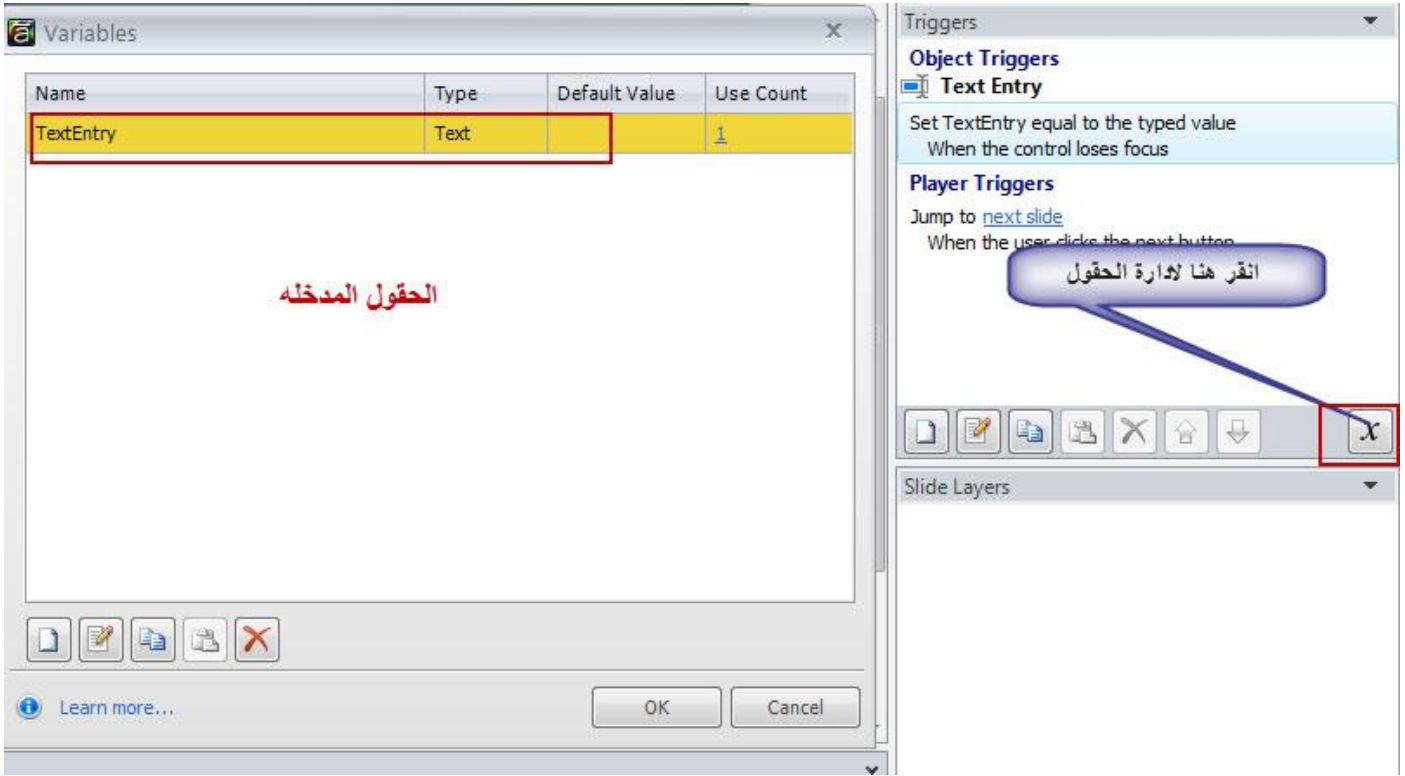 Variables
x
Name Type Default Value Use Count
TextEntry Text 1
الحقول المدخله
Learn more...
OK Cancel
Triggers
Object Triggers
Text Entry
Set TextEntry equal to the typed value
When the control loses focus
Player Triggers
Jump to next slide
When the user clicks the next button
انقر هنا لادارة الحقول
x
Slide Layers